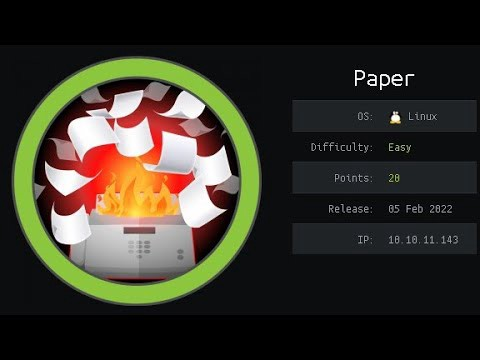 Paper
OS: Linux
Difficulty: Easy
Points: 20
Release: 05 Feb 2022
IP: 10.10.11.143